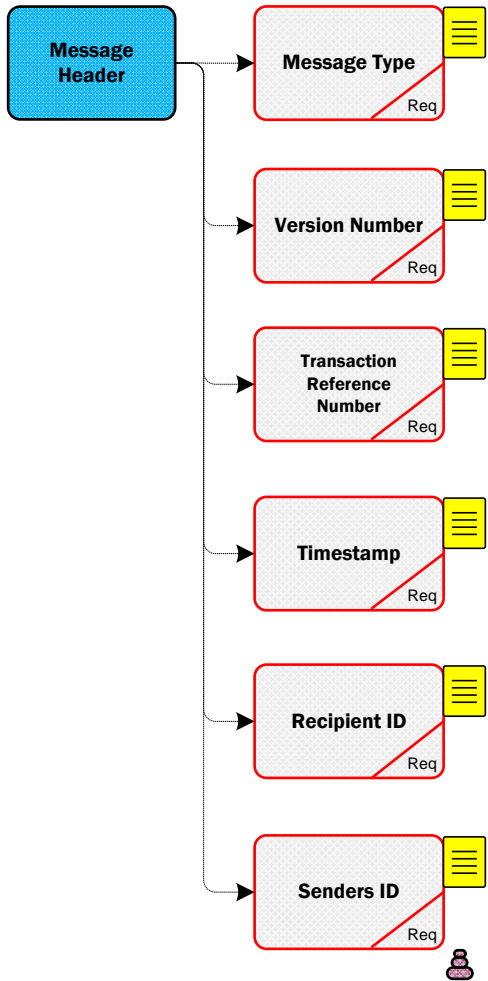 Message
Header
Message Type
Req
Version Number
Req
Transaction
Reference
Number
Req
Timestamp
Req
Recipient ID
Req
Senders ID
Req